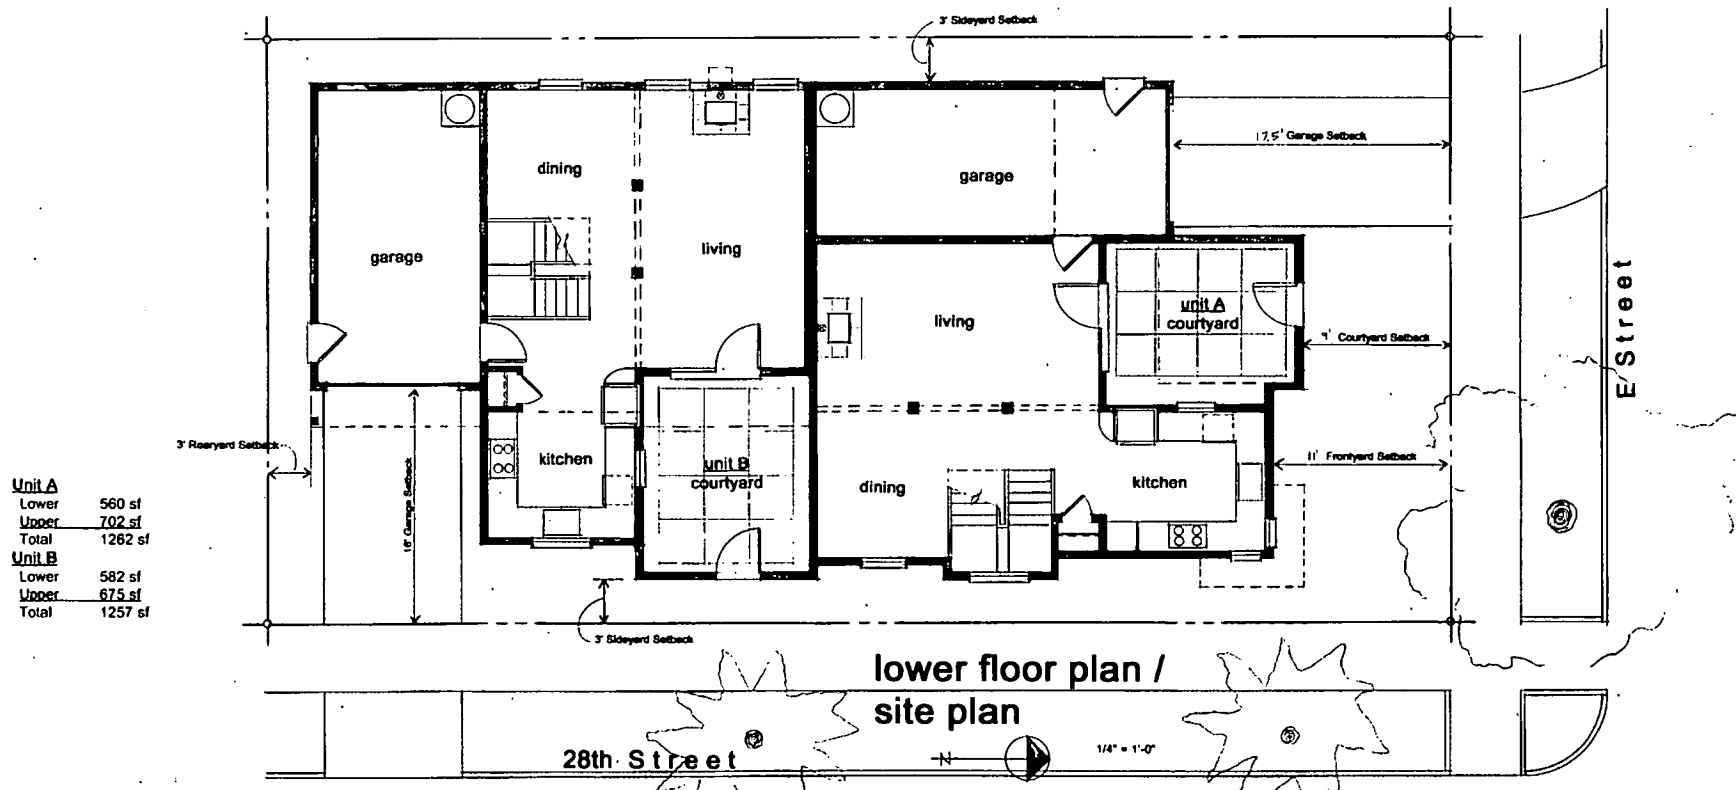 3' Sideyard Setback
17.5' Garage Setback
dining
garage
living
garage
unit A
courtyard
living
9' Courtyard Setback
E Street
3' Rearyard Setback
16' Garage Setback
kitchen
unit B
courtyard
dining
kitchen
11' Frontyard Setback
Unit A
Lower 560 sf
Upper 702 sf
Total 1262 sf
Unit B
Lower 582 sf
Upper 675 sf
Total 1257 sf
3' Sideyard Setback
lower floor plan /
site plan
28th Street
N
1/4" = 1'-0"